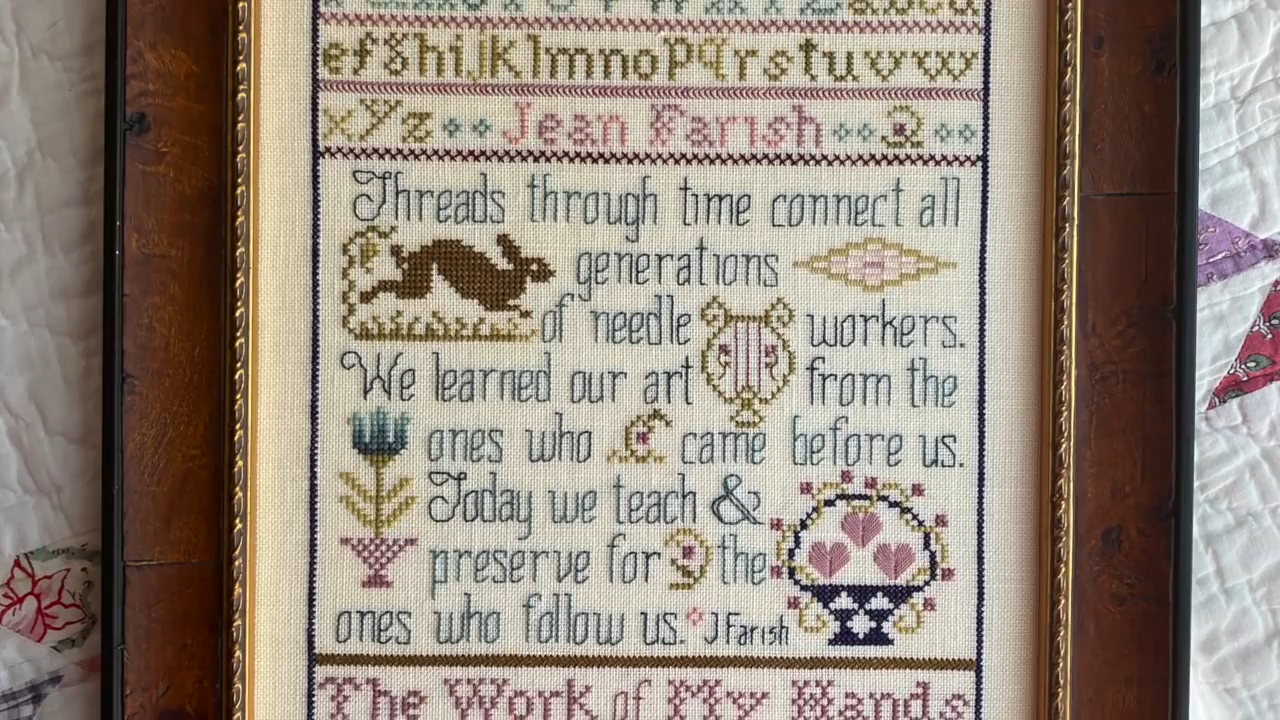 efghijklmnopqrstuvw
xyz Jean Farish
Threads through time connect all
generations
of needle workers.
We learned our art from the
ones who came before us.
Today we teach &
preserve for the
ones who follow us. J Farish
The Work of My Hands